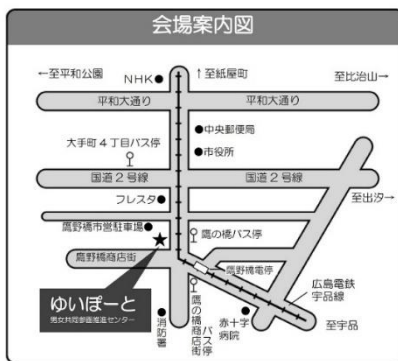 会場案内図
←至平和公園
NHK
↑至紙屋町
至比治山→
平和大通り
平和大通り
中央郵便局
大手町4丁目バス停
市役所
国道2号線
国道2号線
フレスタ
至出汐→
鷹野橋市営駐車場
鷹の橋バス停
鷹野橋商店街
鷹野橋電停
広島電鉄
宇品線
ゆいぽーと
男女共同参画推進センター
消防署
鷹の橋商店街
バス停
赤十字
病院
至宇品